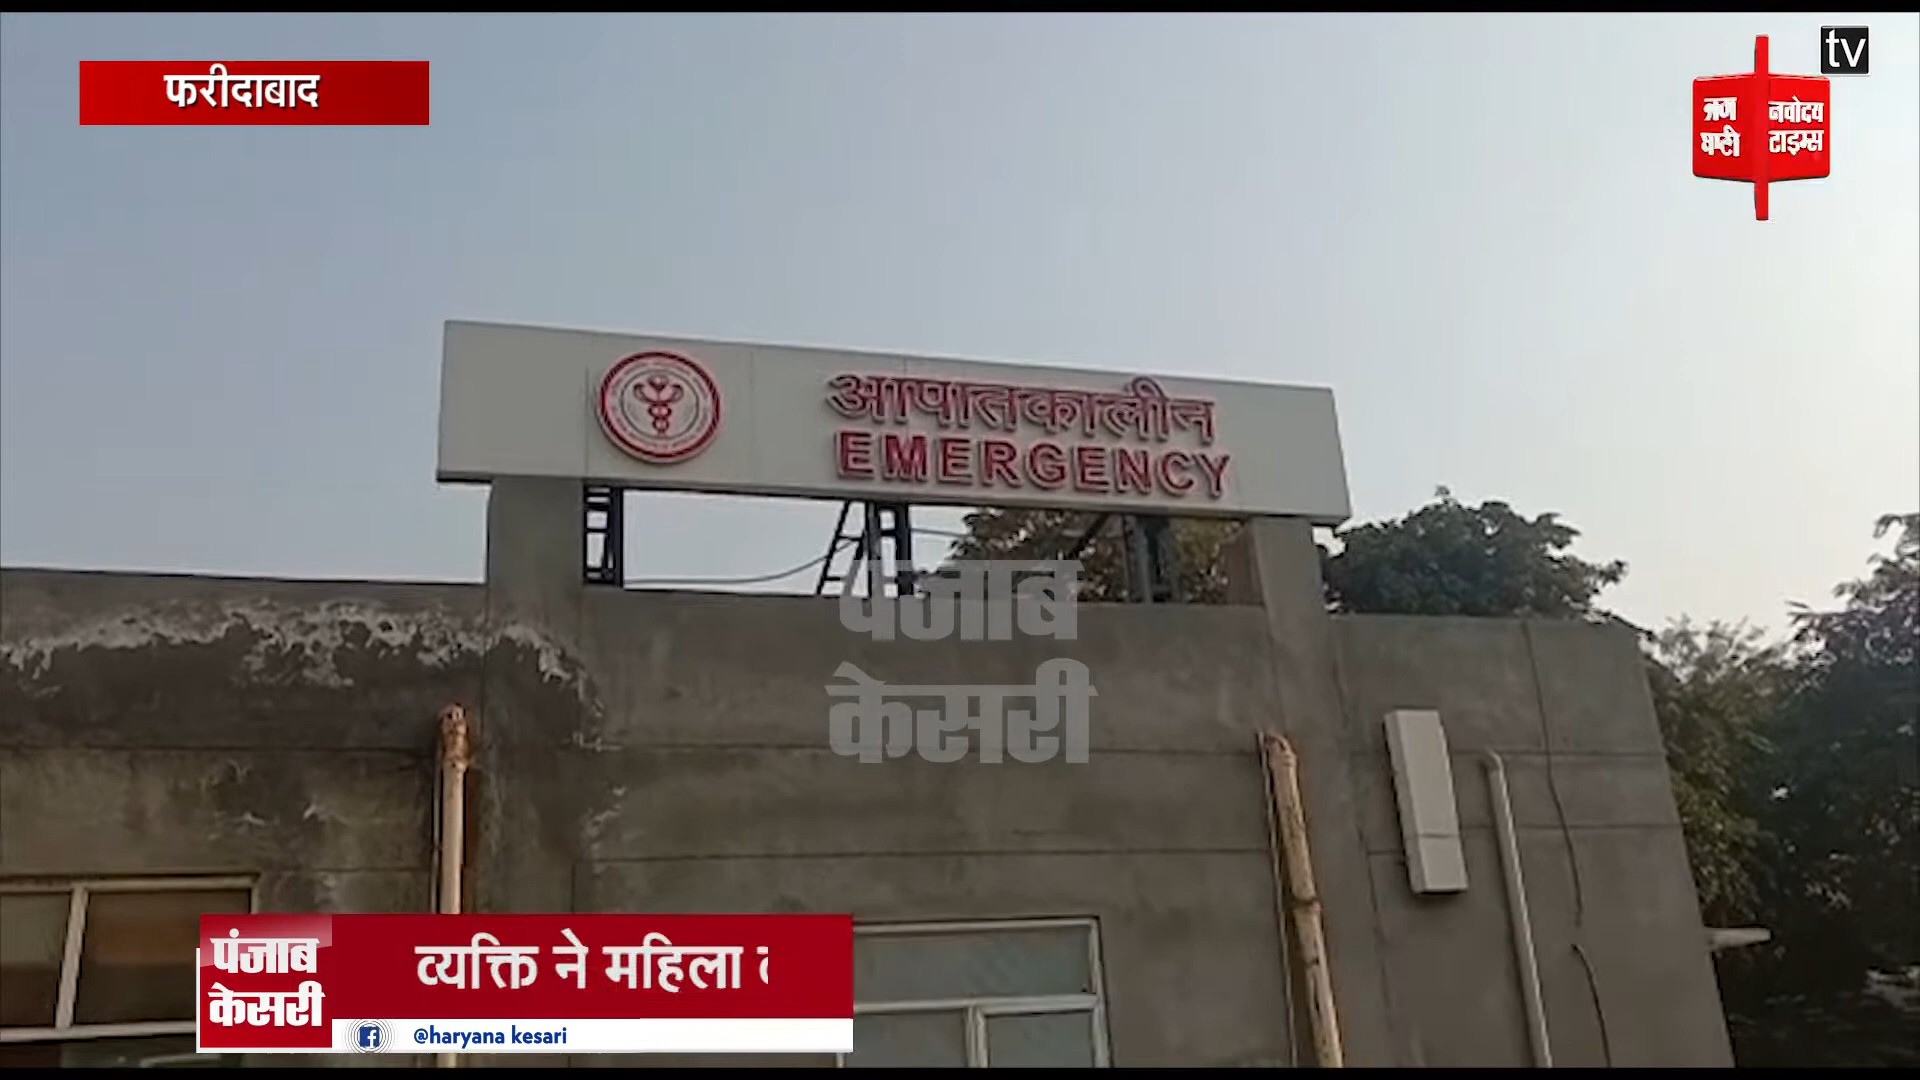 फरीदाबाद
tv
नवोदय
टाइम्स
आपातकालीन
EMERGENCY
पंजाब
केसरी
पंजाब
केसरी
व्यक्ति ने महिला
@haryana kesari